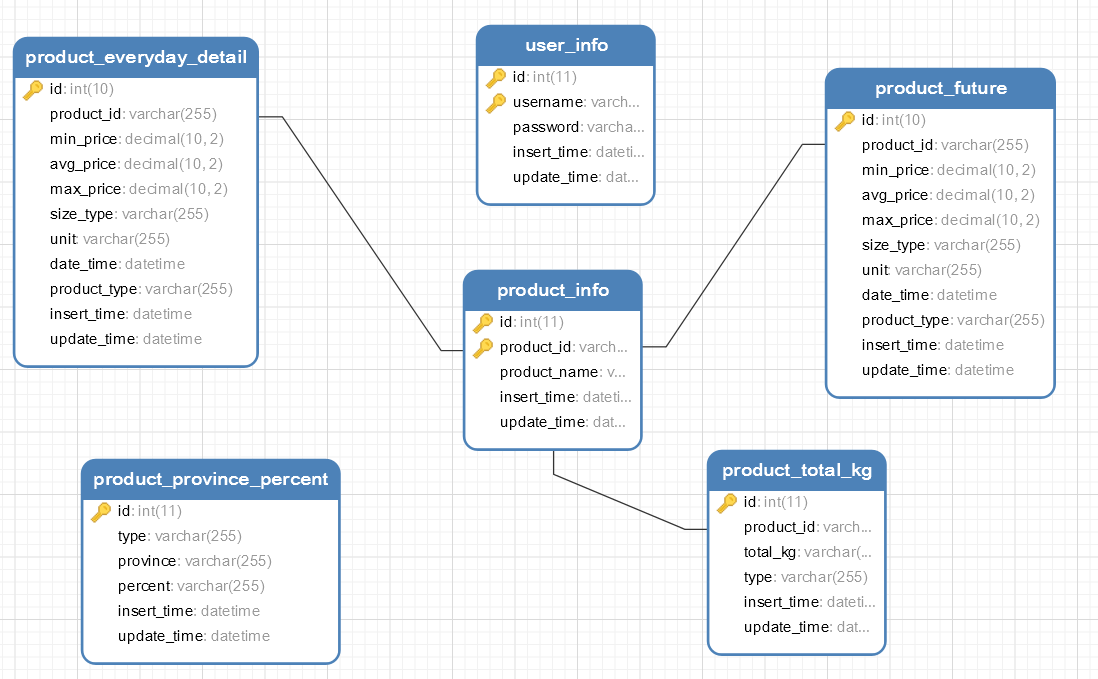 product_everyday_detail
id: int(10)
product_id: varchar(255)
min_price: decimal(10, 2)
avg_price: decimal(10, 2)
max_price: decimal(10, 2)
size_type: varchar(255)
unit: varchar(255)
date_time: datetime
product_type: varchar(255)
insert_time: datetime
update_time: datetime
user_info
id: int(11)
username: varch...
password: varcha...
insert_time: dateti...
update_time: dat...
product_future
id: int(10)
product_id: varchar(255)
min_price: decimal(10, 2)
avg_price: decimal(10, 2)
max_price: decimal(10, 2)
size_type: varchar(255)
unit: varchar(255)
date_time: datetime
product_type: varchar(255)
insert_time: datetime
update_time: datetime
product_info
id: int(11)
product_id: varch...
product_name: v...
insert_time: dateti...
update_time: dat...
product_province_percent
id: int(11)
type: varchar(255)
province: varchar(255)
percent: varchar(255)
insert_time: datetime
update_time: datetime
product_total_kg
id: int(11)
product_id: varch...
total_kg: varchar(...
type: varchar(255)
insert_time: dateti...
update_time: dat...